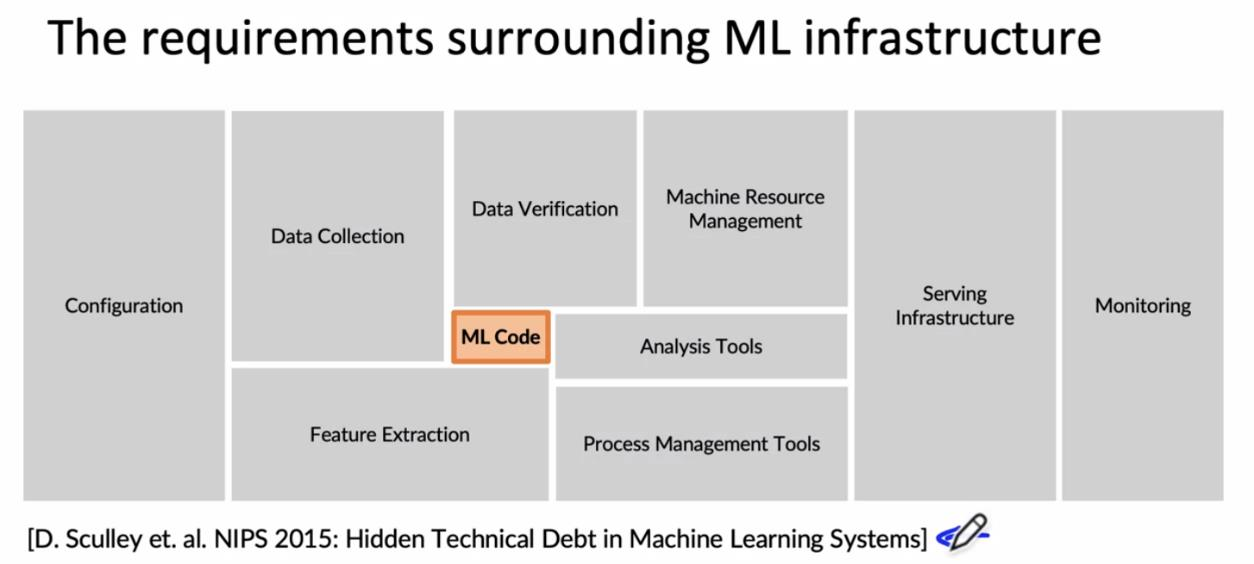 The requirements surrounding ML infrastructure
Configuration
Data Collection
Data Verification
Machine Resource
Management
ML Code
Analysis Tools
Feature Extraction
Process Management Tools
Serving
Infrastructure
Monitoring
[D. Sculley et. al. NIPS 2015: Hidden Technical Debt in Machine Learning Systems]